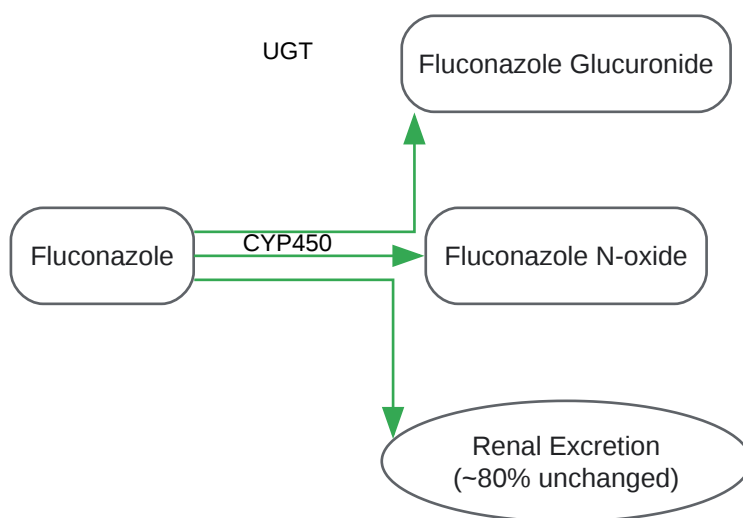 UGT
Fluconazole Glucuronide
CYP450
Fluconazole
Fluconazole N-oxide
Renal Excretion
(~80% unchanged)